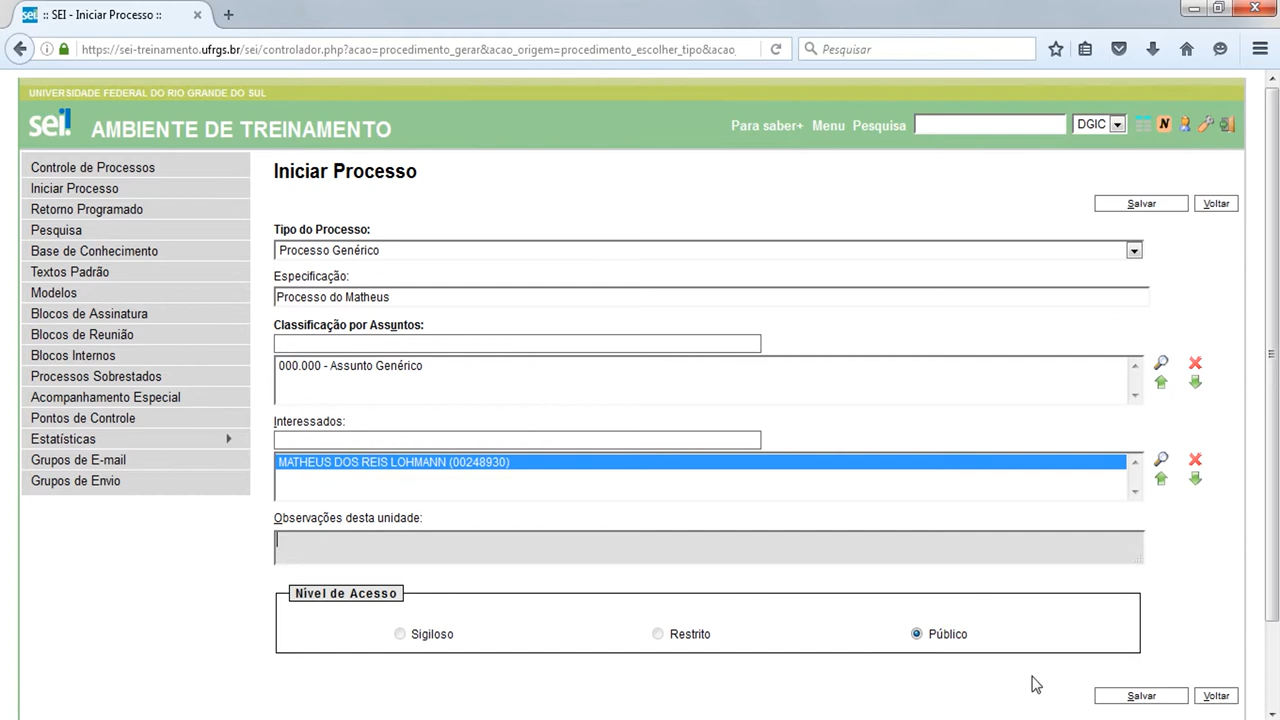 :: SEI - Iniciar Processo ::
https://sei-treinamento.ufrgs.br/sei/controlador.php?acao=procedimento_gerar&acao_origem=procedimento_escolher_tipo&acao_
Pesquisar
UNIVERSIDADE FEDERAL DO RIO GRANDE DO SUL
sei! AMBIENTE DE TREINAMENTO
Para saber+ Menu Pesquisa DGIC N
Controle de Processos
Iniciar Processo
Retorno Programado
Pesquisa
Base de Conhecimento
Textos Padrão
Modelos
Blocos de Assinatura
Blocos de Reunião
Blocos Internos
Processos Sobrestados
Acompanhamento Especial
Pontos de Controle
Estatísticas
Grupos de E-mail
Grupos de Envio
Iniciar Processo
Salvar Voltar
Tipo do Processo:
Processo Genérico
Especificação:
Processo do Matheus
Classificação por Assuntos:
000.000 - Assunto Genérico
Interessados:
MATHEUS DOS REIS LOHMANN (00248930)
Observações desta unidade:
Nível de Acesso
Sigiloso Restrito Público
Salvar Voltar